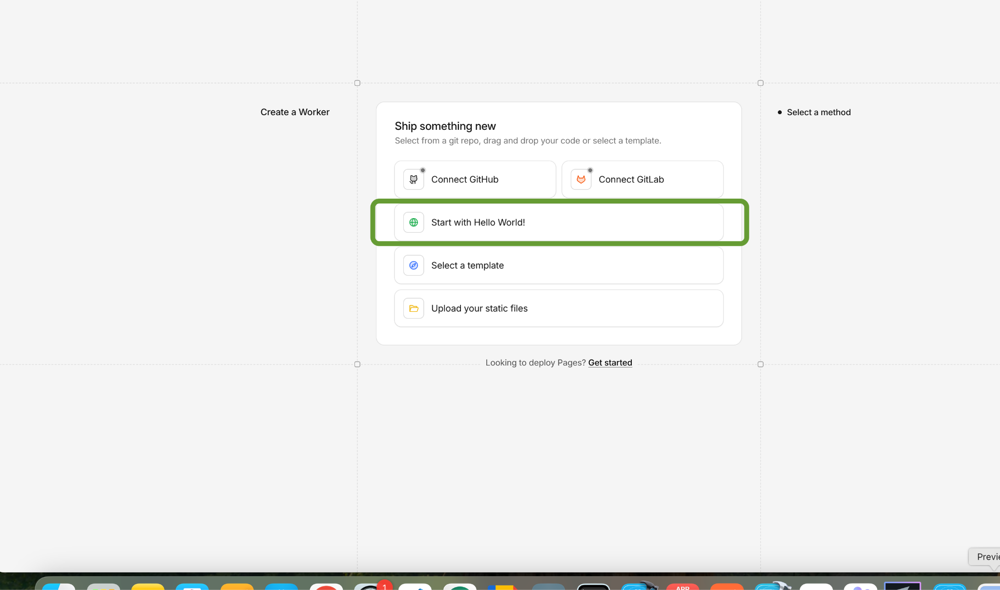 Create a Worker
Ship something new
Select from a git repo, drag and drop your code or select a template.
Connect GitHub
Connect GitLab
Start with Hello World!
Select a template
Upload your static files
Looking to deploy Pages? Get started
Select a method
1
APP